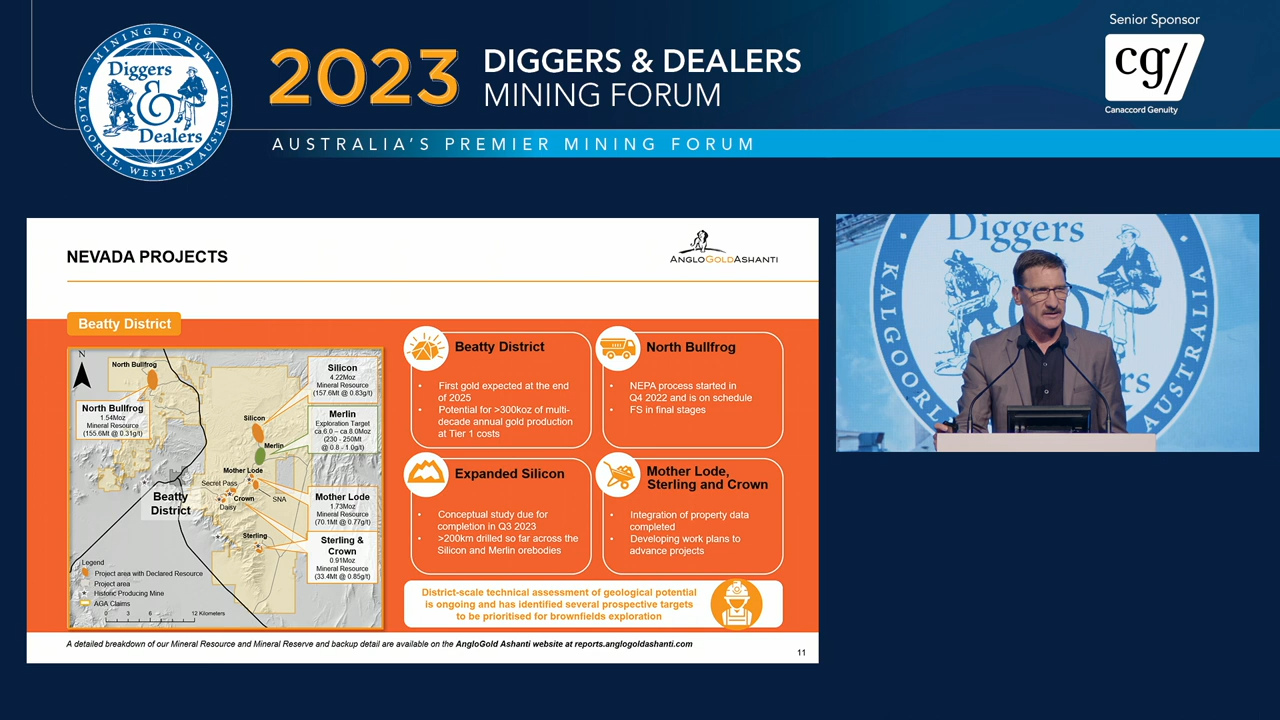 MINING FORUM
Diggers
&
Dealers
KALGOORLIE, WESTERN AUSTRALIA
2023
DIGGERS & DEALERS
MINING FORUM
AUSTRALIA'S PREMIER MINING FORUM
Senior Sponsor
cg/
Canaccord Genuity
NEVADA PROJECTS
ANGLOGOLDASHANTI
Beatty District
N
North Bullfrog
North Bullfrog
1.54Moz
Mineral Resource
(155.6Mt @ 0.31g/t)
Silicon
4.22Moz
Mineral Resource
(157.6Mt @ 0.83g/t)
Silicon
Merlin
Exploration Target
ca.6.0 – ca.8.0Moz
(230 - 250Mt
@ 0.8 - 1.0g/t)
Merlin
Mother Lode
Secret Pass
Crown
SNA
Daisy
Beatty
District
Mother Lode
1.73Moz
Mineral Resource
(70.1Mt @ 0.77g/t)
Sterling
Sterling &
Crown
0.91Moz
Mineral Resource
(33.4Mt @ 0.85g/t)
Legend
Project area with Declared Resource
Project area
Historic Producing Mine
AGA Claims
0 3 6 12 Kilometers
Beatty District
• First gold expected at the end
of 2025
• Potential for >300koz of multi-
decade annual gold production
at Tier 1 costs
North Bullfrog
• NEPA process started in
Q4 2022 and is on schedule
• FS in final stages
Expanded Silicon
• Conceptual study due for
completion in Q3 2023
• >200km drilled so far across the
Silicon and Merlin orebodies
Mother Lode,
Sterling and Crown
• Integration of property data
completed
• Developing work plans to
advance projects
District-scale technical assessment of geological potential
is ongoing and has identified several prospective targets
to be prioritised for brownfields exploration
A detailed breakdown of our Mineral Resource and Mineral Reserve and backup detail are available on the AngloGold Ashanti website at reports.anglogoldashanti.com
11
Diggers
KALGOORL
AUSTRALIA